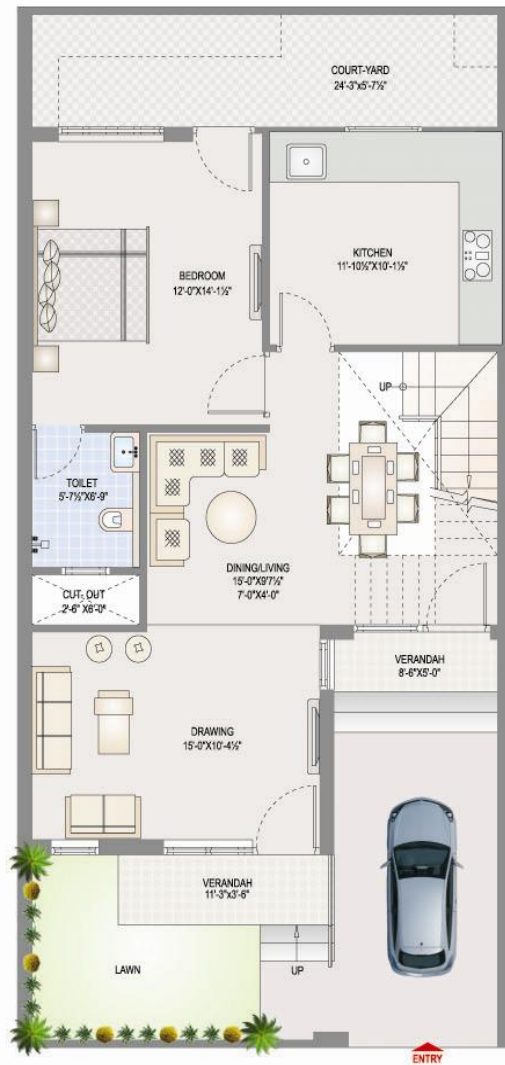 COURT-YARD
24'-3"x5'-7½"
KITCHEN
11'-10½"X10'-1½"
BEDROOM
12'-0"X14'-1½"
UP
TOILET
5'-7½"X6'-9"
DINING/LIVING
15'-0"X9'7½"
7'-0"X4'-0"
CUT- OUT
2'-6" X6'-0"
VERANDAH
8'-6"X5'-0"
DRAWING
15'-0"X10'-4½"
VERANDAH
11'-3"x3'-6"
LAWN
UP
ENTRY